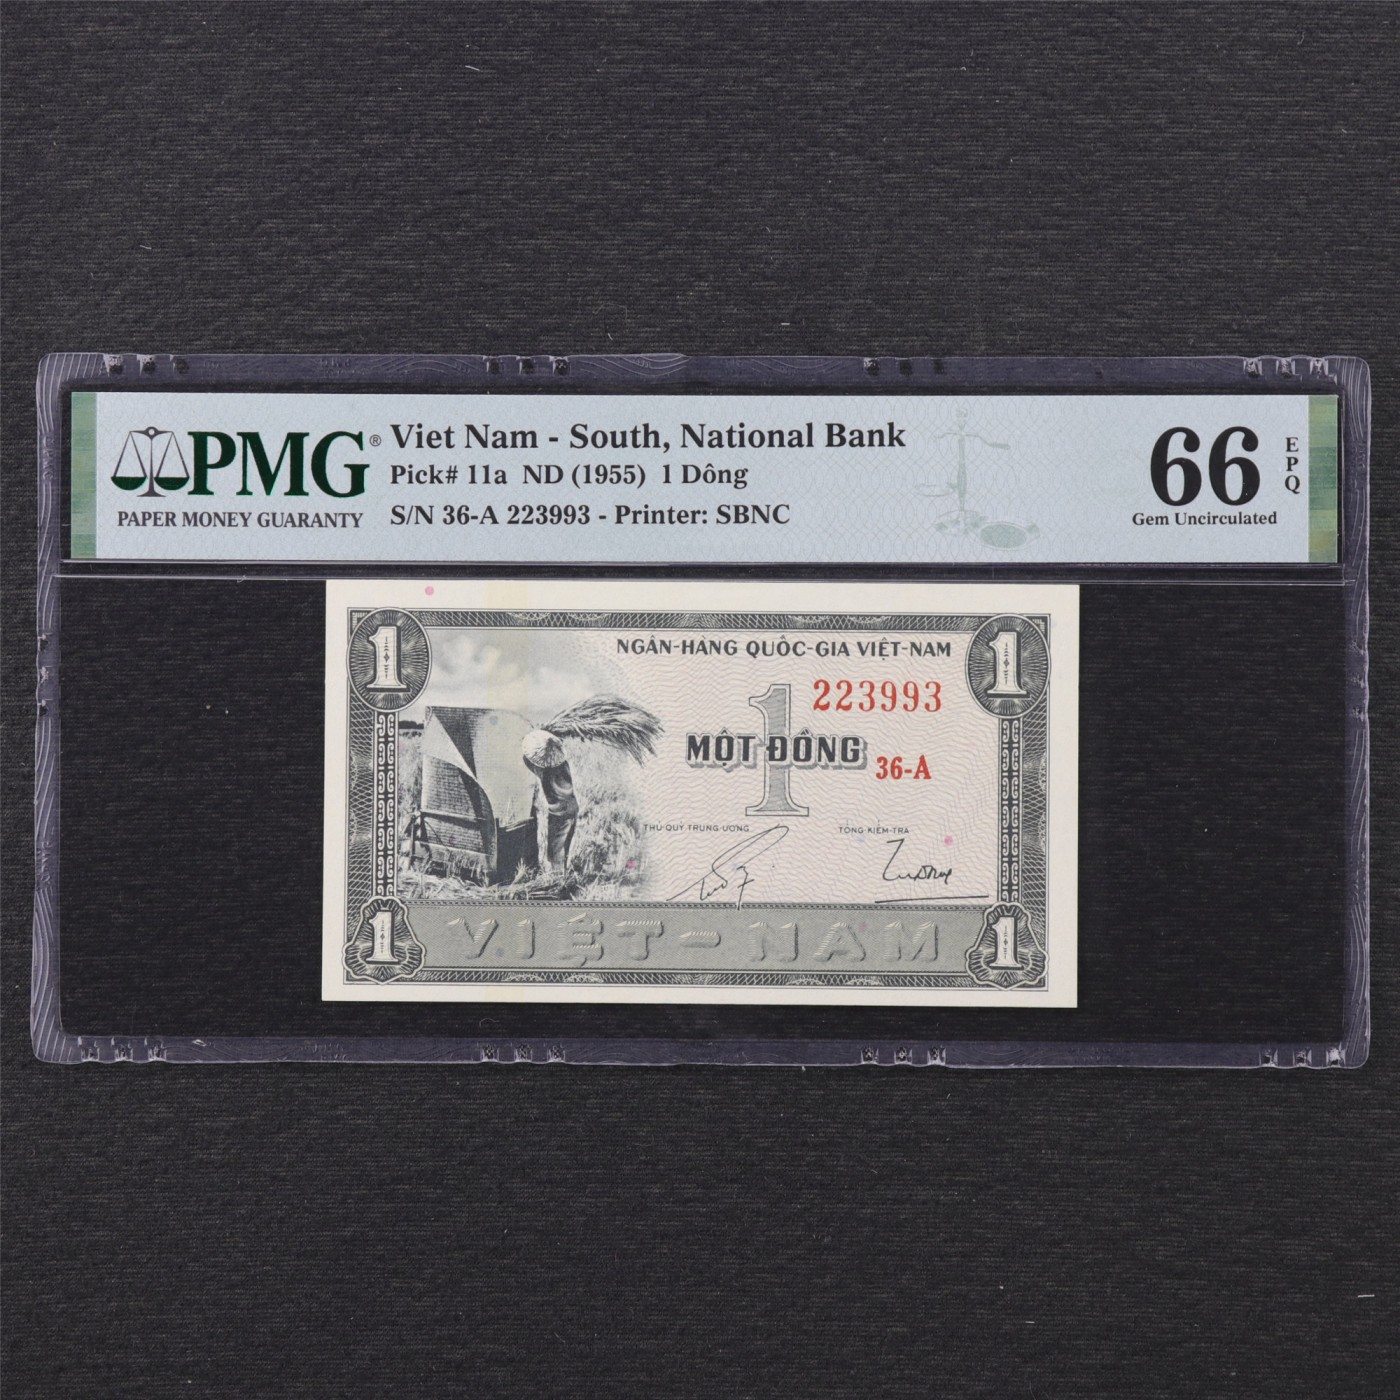 PMG®
PAPER MONEY GUARANTY
Viet Nam - South, National Bank
Pick# 11a ND (1955) 1 Dông
S/N 36-A 223993 - Printer: SBNC
66
EPQ
Gem Uncirculated
1
1
NGÂN-HÀNG QUỐC-GIA VIỆT-NAM
223993
1
MỘT ĐỒNG
36-A
THỦ-QUỸ TRUNG-ƯƠNG
TỔNG-KIỂM-TRA
VIỆT-NAM
1
1